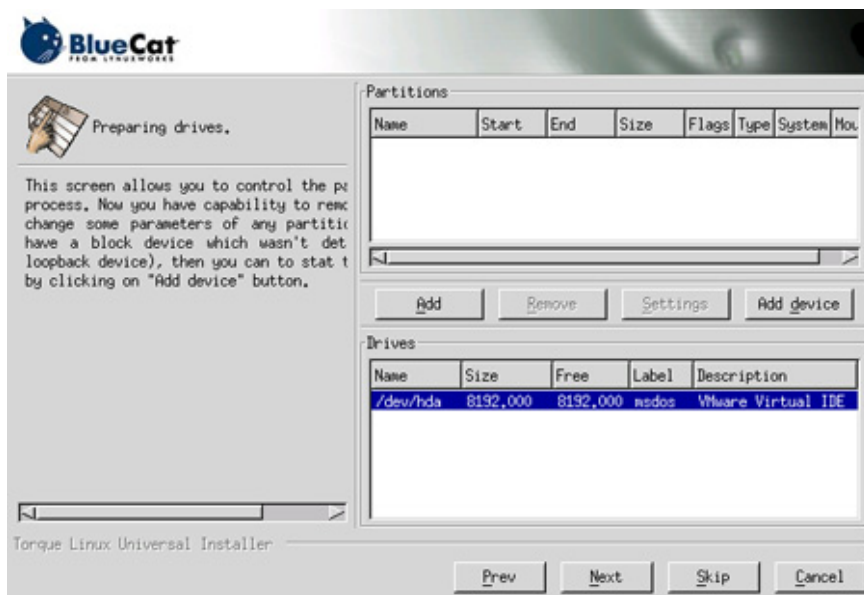 BlueCat
FROM LYNUXWORKS
Preparing drives.
This screen allows you to control the pa
process. Now you have capability to remo
change some parameters of any partitio
have a block device which wasn't det
loopback device), then you can to stat t
by clicking on "Add device" button.
Partitions
Name Start End Size Flags Type System Mou
Add Remove Settings Add device
Drives
Name Size Free Label Description
/dev/hda 8192,000 8192,000 msdos VMware Virtual IDE
Torque Linux Universal Installer
Prev Next Skip Cancel